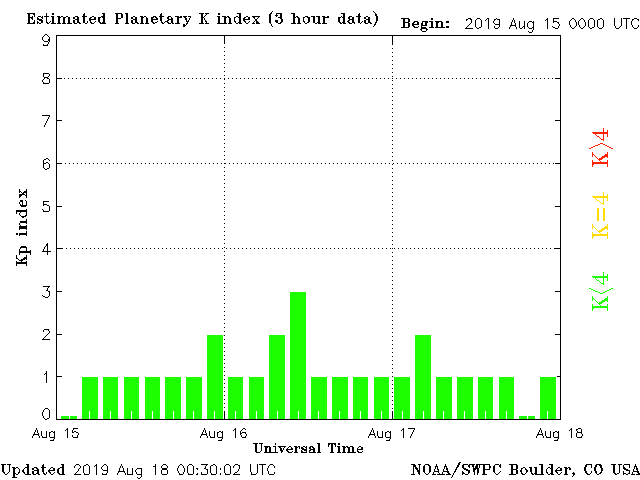 Estimated Planetary K index (3 hour data)
Begin: 2019 Aug 15 0000 UTC
9
8
7
6
5
4
3
2
1
0
Kp index
K>4
K=4
K<4
Aug 15
Aug 16
Aug 17
Aug 18
Universal Time
Updated 2019 Aug 18 00:30:02 UTC
NOAA/SWPC Boulder, CO USA